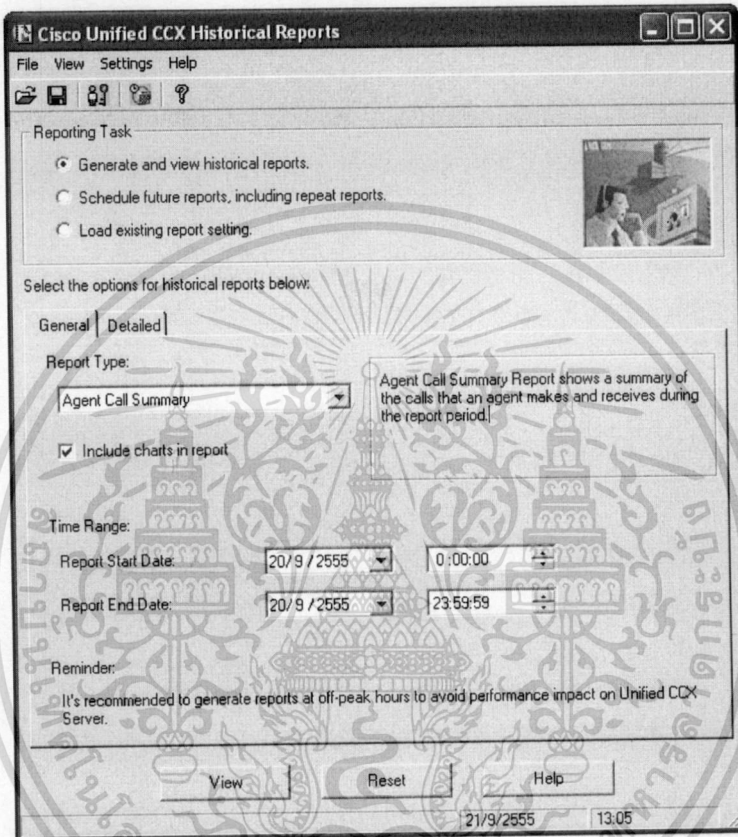 Cisco Unified CCX Historical Reports
File View Settings Help
Reporting Task
Generate and view historical reports.
Schedule future reports, including repeat reports.
Load existing report setting.
Select the options for historical reports below:
General Detailed
Report Type:
Agent Call Summary
Agent Call Summary Report shows a summary of
the calls that an agent makes and receives during
the report period.
Include charts in report
Time Range:
Report Start Date: 20/ 9 /2555 0 :00:00
Report End Date: 20/ 9 /2555 23:59:59
Reminder:
It's recommended to generate reports at off-peak hours to avoid performance impact on Unified CCX
Server.
View Reset Help
21/9/2555 13:05